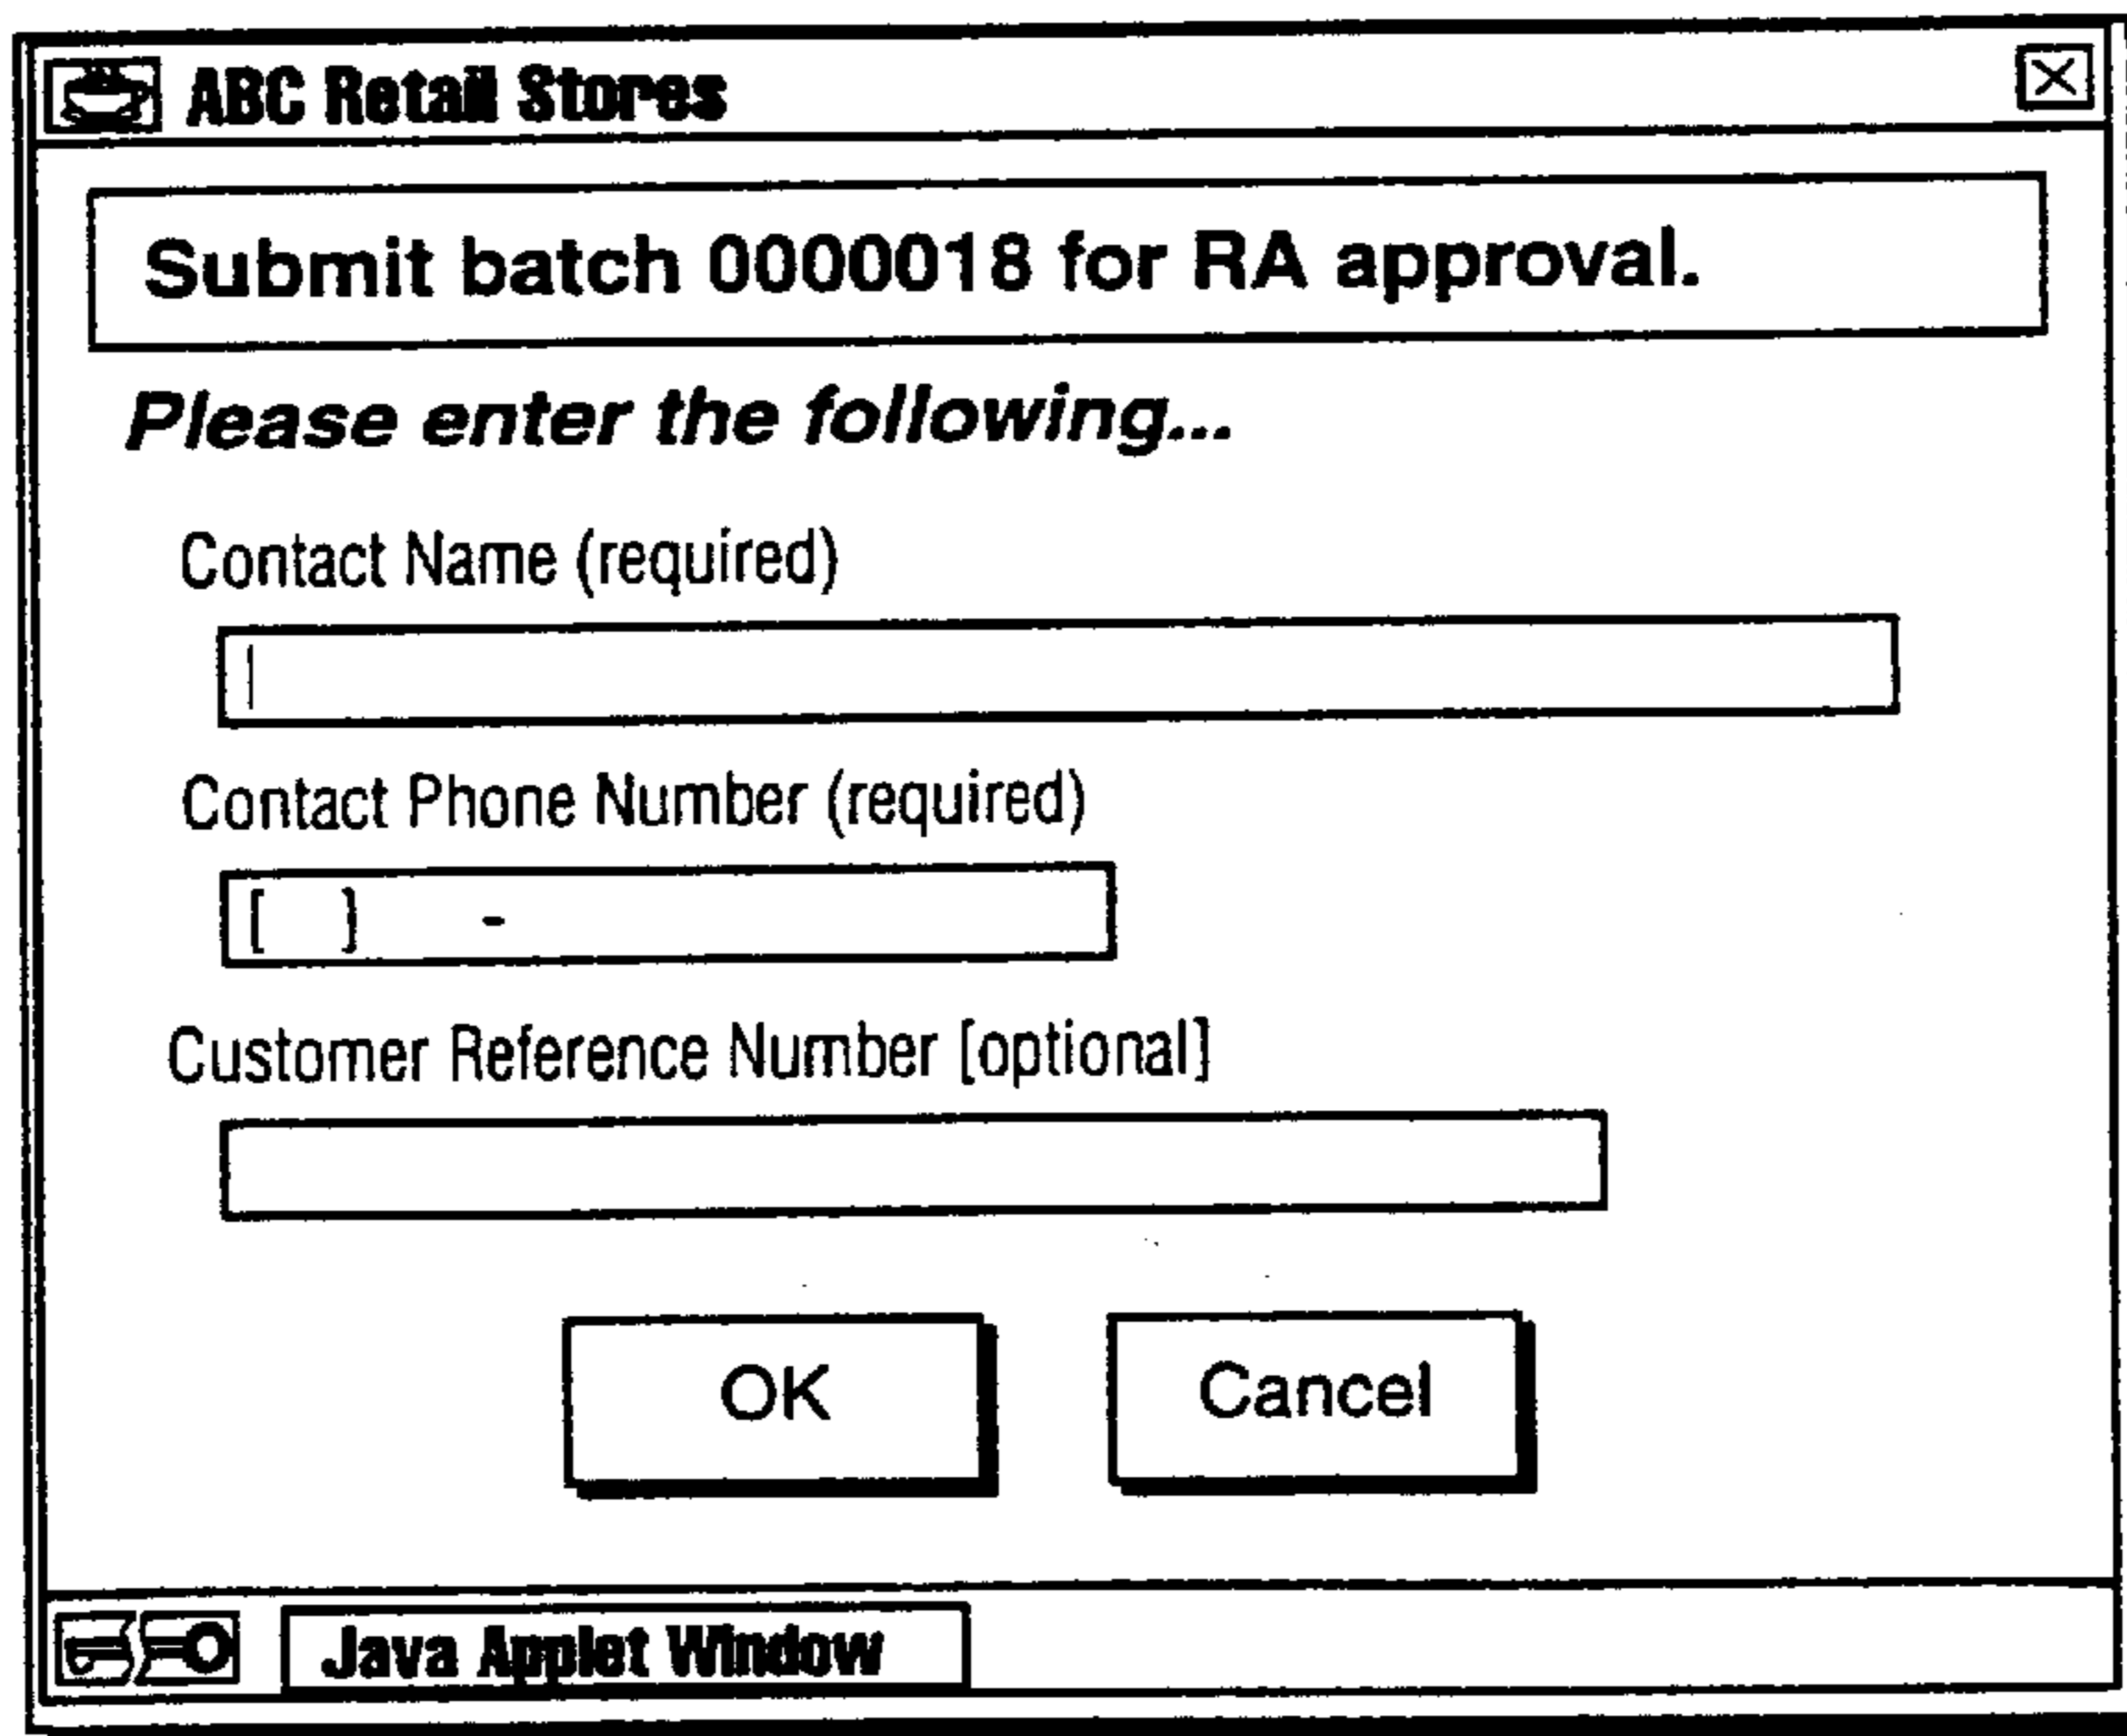 ABC Retail Stores
Submit batch 0000018 for RA approval.
Please enter the following...
Contact Name (required)
Contact Phone Number (required)
[ ] -
Customer Reference Number [optional]
OK Cancel
Java Applet Window